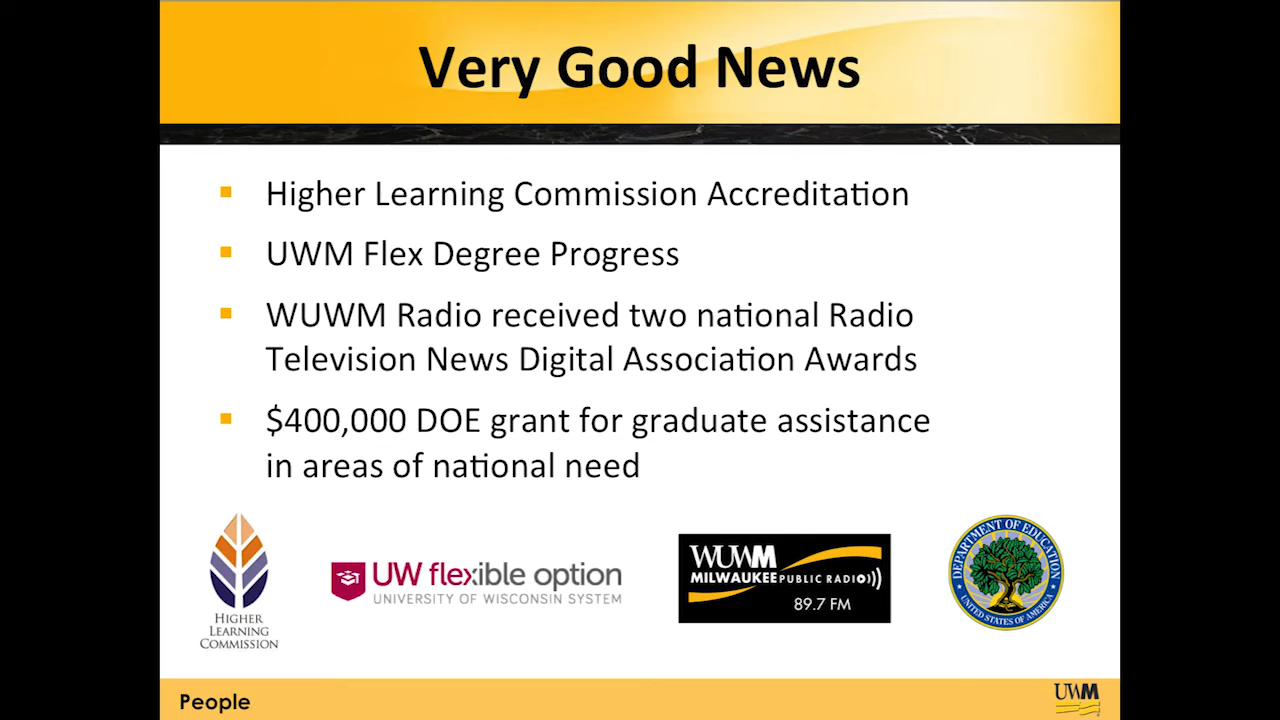 Very Good News
Higher Learning Commission Accreditation
UWM Flex Degree Progress
WUWM Radio received two national Radio
Television News Digital Association Awards
$400,000 DOE grant for graduate assistance
in areas of national need
HIGHER
LEARNING
COMMISSION
UW flexible option
UNIVERSITY OF WISCONSIN SYSTEM
WUWM
MILWAUKEE PUBLIC RADIO
89.7 FM
DEPARTMENT OF EDUCATION
UNITED STATES OF AMERICA
People
UWM